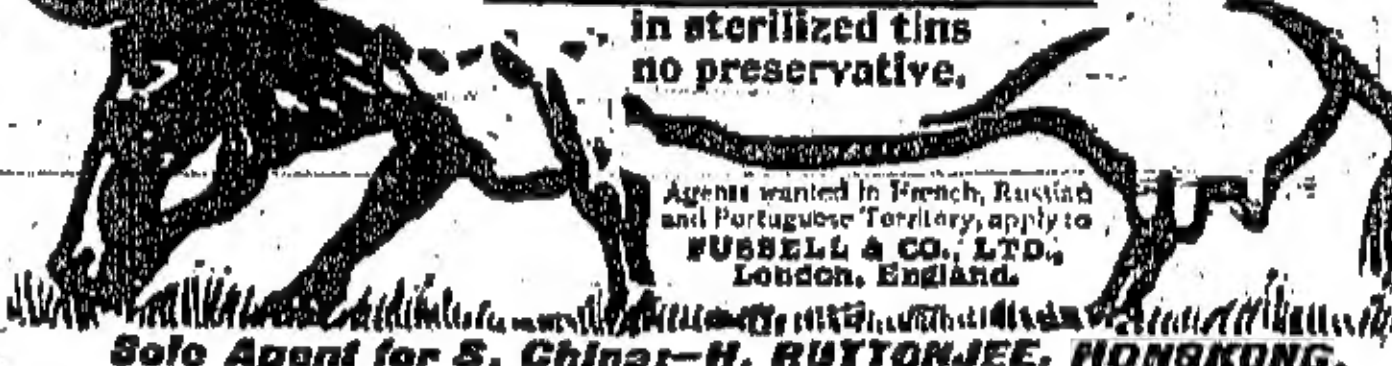 in sterilized tins
no preservative.
Agents wanted in French, Russian
and Portuguese Territory, apply to
FUSSELL & CO., LTD.,
London, England.
Sole Agent for S. China:—H. RUTTONJEE, HONGKONG.